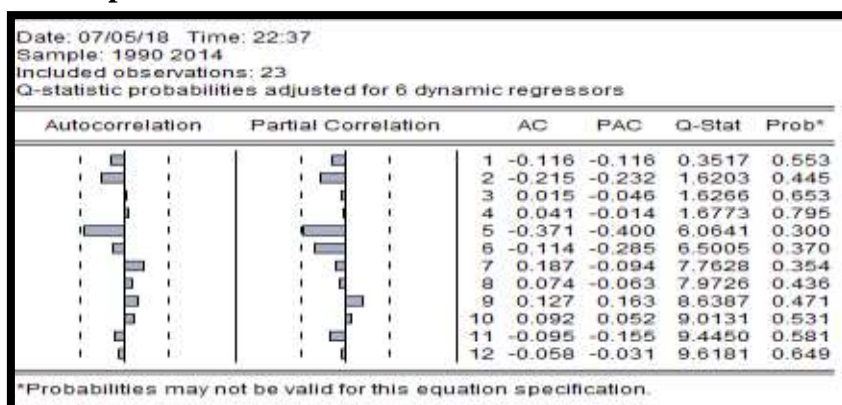 Date: 07/05/18 Time: 22:37
Sample: 1990 2014
Included observations: 23
Q-statistic probabilities adjusted for 6 dynamic regressors
Autocorrelation Partial Correlation AC PAC Q-Stat Prob*
1 -0.116 -0.116 0.3517 0.553
2 -0.215 -0.232 1.6203 0.445
3 0.015 -0.046 1.6266 0.653
4 0.041 -0.014 1.6773 0.795
5 -0.371 -0.400 6.0641 0.300
6 -0.114 -0.285 6.5005 0.370
7 0.187 -0.094 7.7628 0.354
8 0.074 -0.063 7.9726 0.436
9 0.127 0.163 8.6387 0.471
10 0.092 0.052 9.0131 0.531
11 -0.095 -0.155 9.4450 0.581
12 -0.058 -0.031 9.6181 0.649
*Probabilities may not be valid for this equation specification.